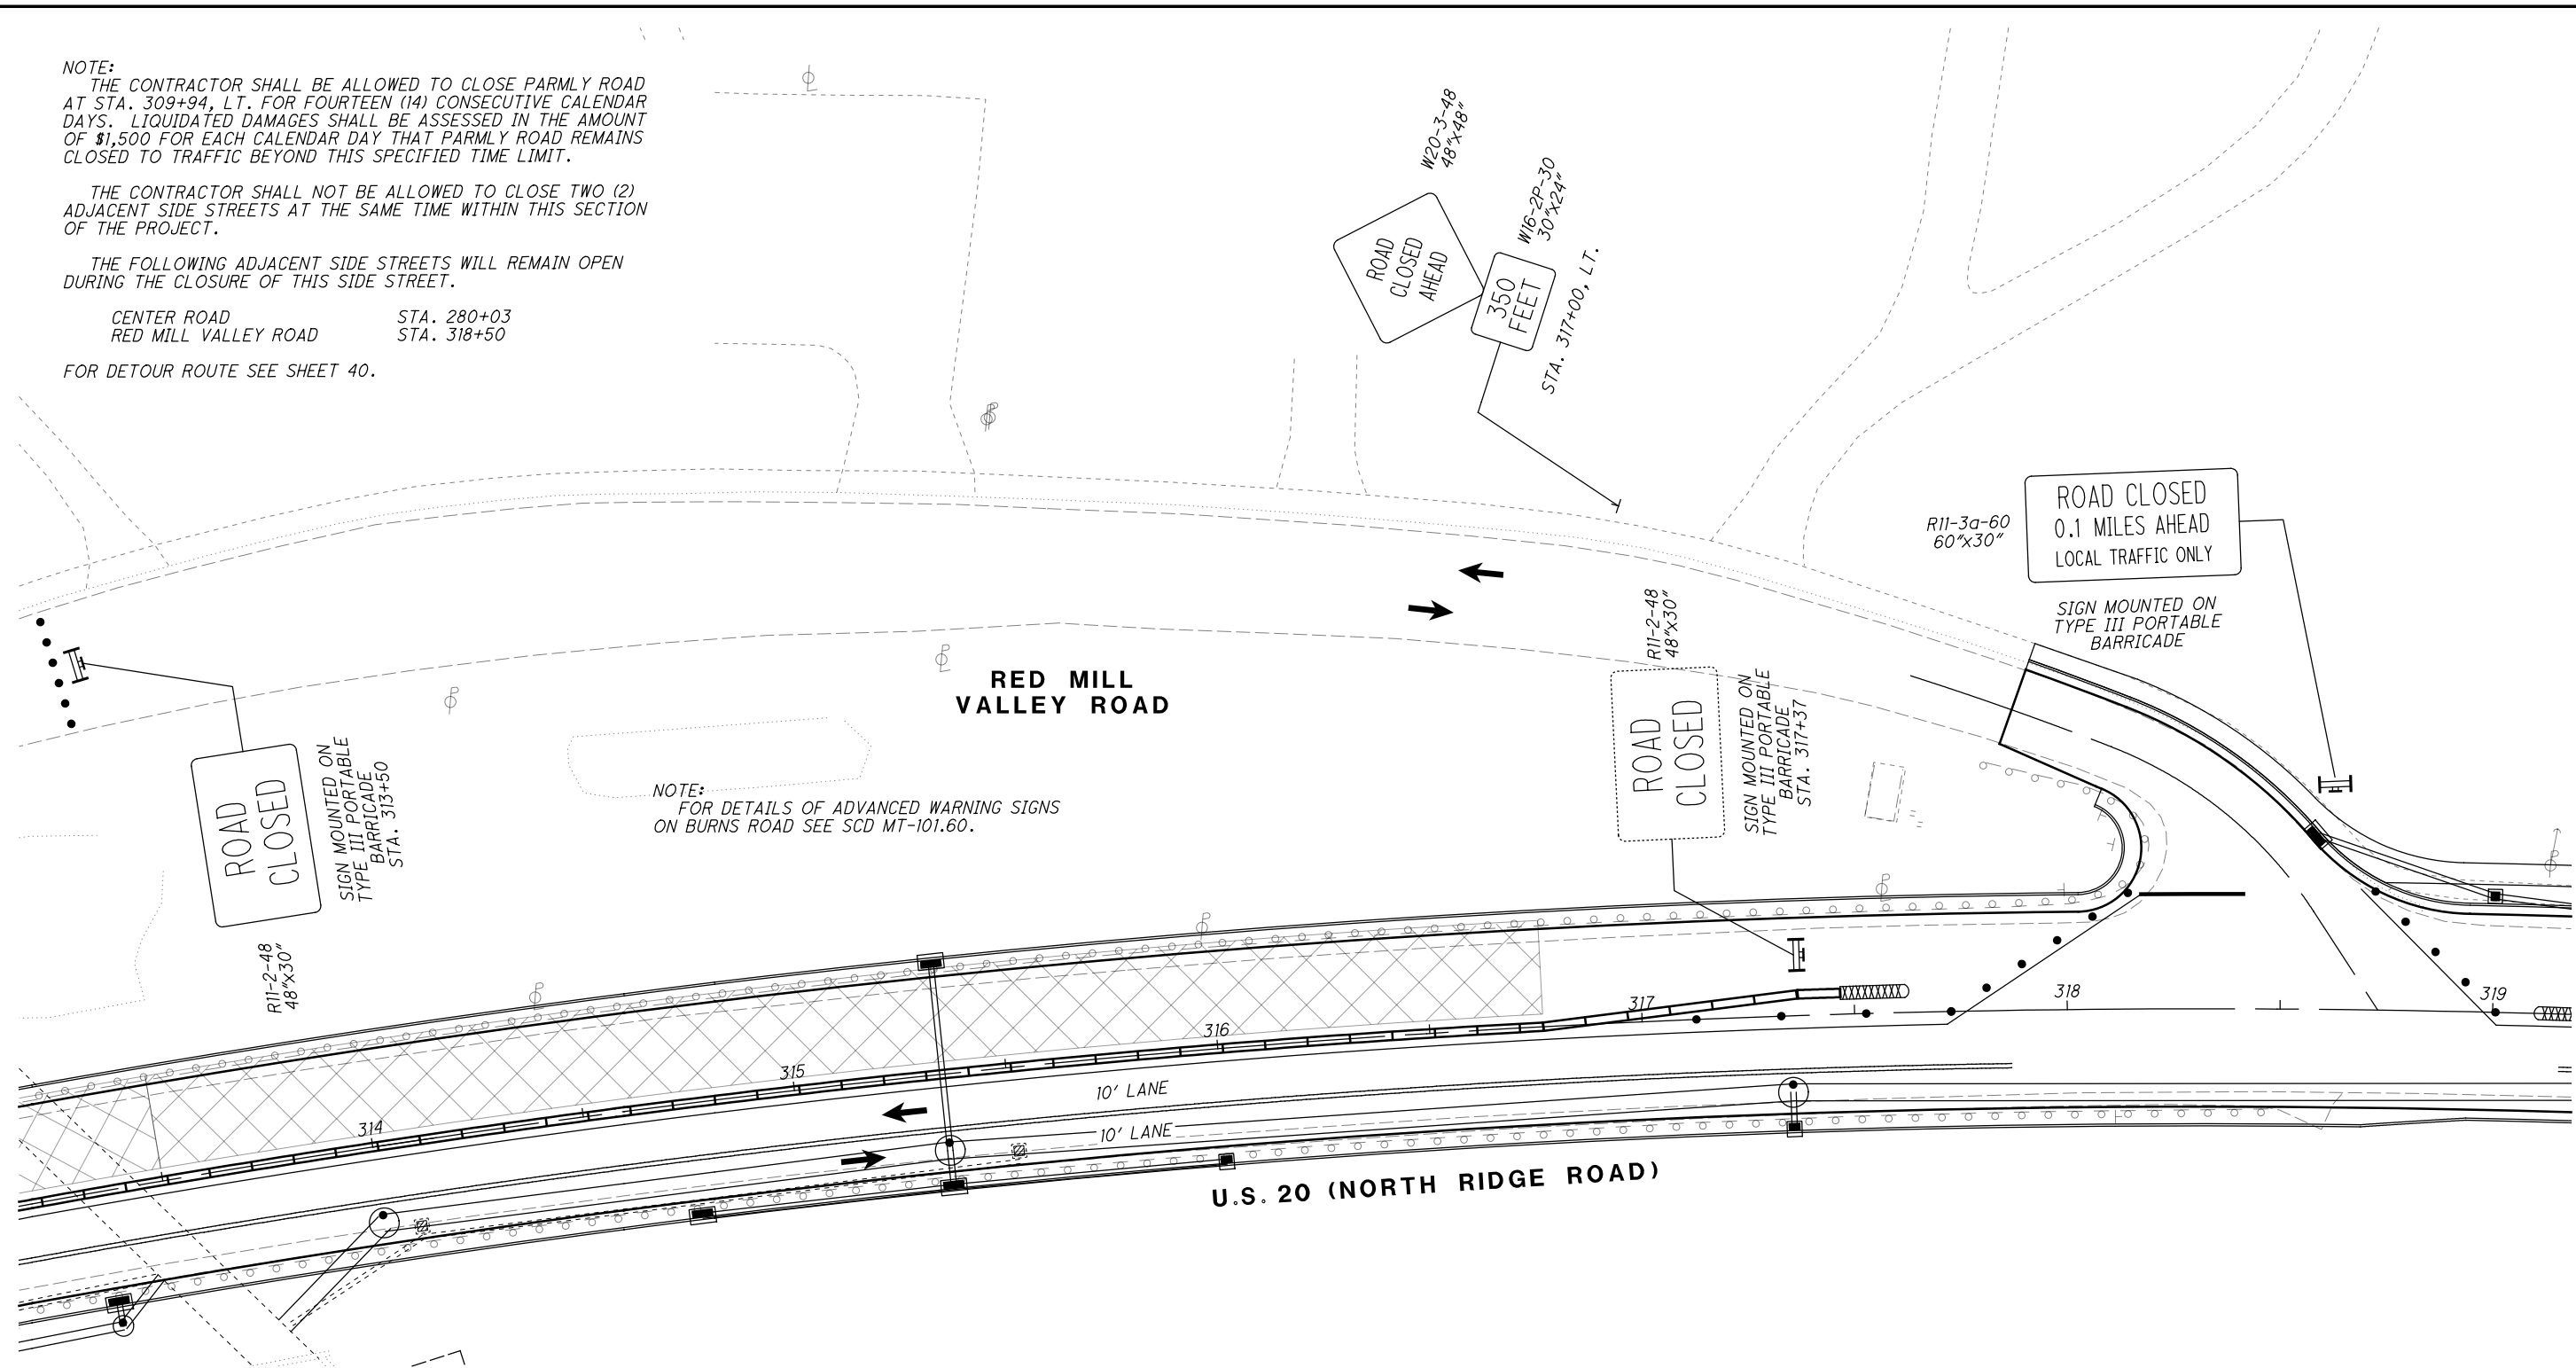 NOTE:
THE CONTRACTOR SHALL BE ALLOWED TO CLOSE PARMLY ROAD
AT STA. 309+94, LT. FOR FOURTEEN (14) CONSECUTIVE CALENDAR
DAYS. LIQUIDATED DAMAGES SHALL BE ASSESSED IN THE AMOUNT
OF $1,500 FOR EACH CALENDAR DAY THAT PARMLY ROAD REMAINS
CLOSED TO TRAFFIC BEYOND THIS SPECIFIED TIME LIMIT.
THE CONTRACTOR SHALL NOT BE ALLOWED TO CLOSE TWO (2)
ADJACENT SIDE STREETS AT THE SAME TIME WITHIN THIS SECTION
OF THE PROJECT.
THE FOLLOWING ADJACENT SIDE STREETS WILL REMAIN OPEN
DURING THE CLOSURE OF THIS SIDE STREET.
CENTER ROAD STA. 280+03
RED MILL VALLEY ROAD STA. 318+50
FOR DETOUR ROUTE SEE SHEET 40.
W20-3-48
48"x48"
ROAD
CLOSED
AHEAD
W16-2P-30
30"x24"
350
FEET
STA. 317+00, LT.
R11-3a-60
60"x30"
ROAD CLOSED
0.1 MILES AHEAD
LOCAL TRAFFIC ONLY
SIGN MOUNTED ON
TYPE III PORTABLE
BARRICADE
R11-2-48
48"x30"
ROAD
CLOSED
SIGN MOUNTED ON
TYPE III PORTABLE
BARRICADE
STA. 317+37
RED MILL
VALLEY ROAD
ROAD
CLOSED
SIGN MOUNTED ON
TYPE III PORTABLE
BARRICADE
STA. 313+50
R11-2-48
48"x30"
NOTE:
FOR DETAILS OF ADVANCED WARNING SIGNS
ON BURNS ROAD SEE SCD MT-101.60.
314
315
316
317
318
319
10' LANE
10' LANE
U.S. 20 (NORTH RIDGE ROAD)